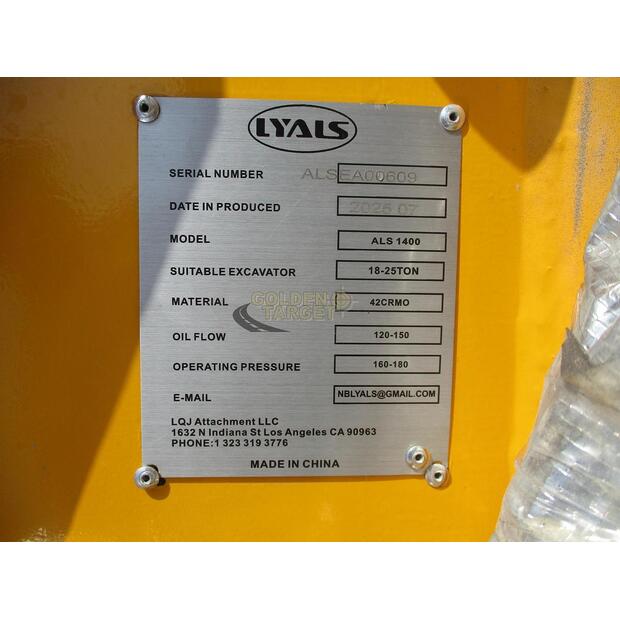 LYALS
SERIAL NUMBER ALSEA00609
DATE IN PRODUCED 2025 07
MODEL ALS 1400
SUITABLE EXCAVATOR 18-25TON
MATERIAL 42CRMO
GOLDEN
TARGET
OIL FLOW 120-150
OPERATING PRESSURE 160-180
E-MAIL NBLYALS@GMAIL.COM
LQJ Attachment LLC
1632 N Indiana St Los Angeles CA 90963
PHONE:1 323 319 3776
MADE IN CHINA